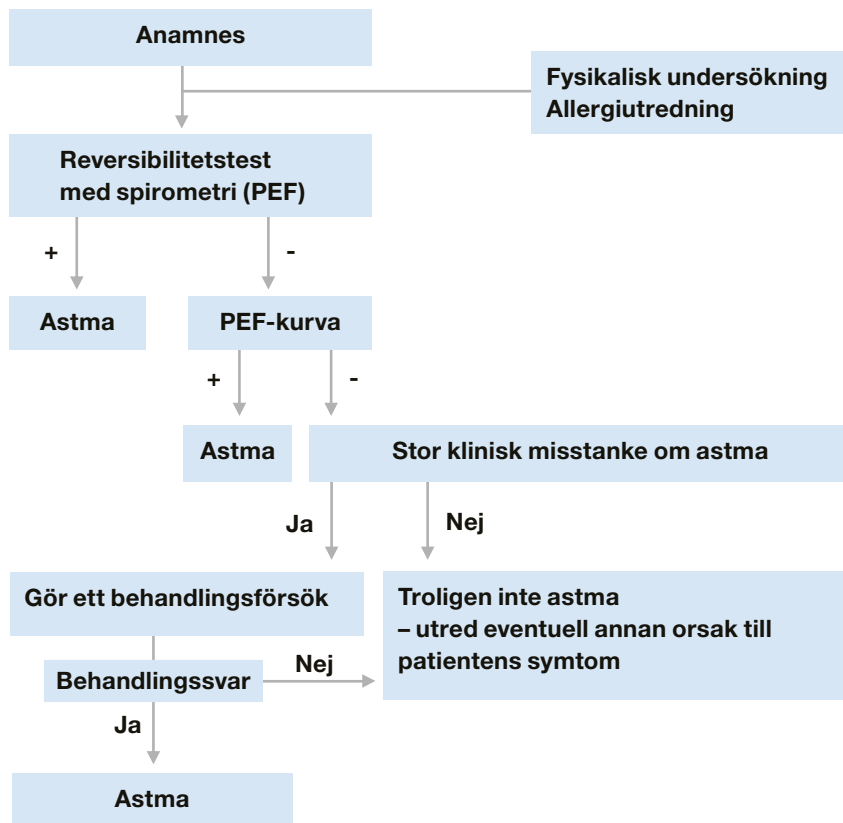 Anamnes
Fysikalisk undersökning
Allergiutredning
Reversibilitetstest
med spirometri (PEF)
+
-
Astma
PEF-kurva
+
-
Astma
Stor klinisk misstanke om astma
Ja
Nej
Gör ett behandlingsförsök
Troligen inte astma
– utred eventuell annan orsak till
patientens symtom
Behandlingssvar
Nej
Ja
Astma